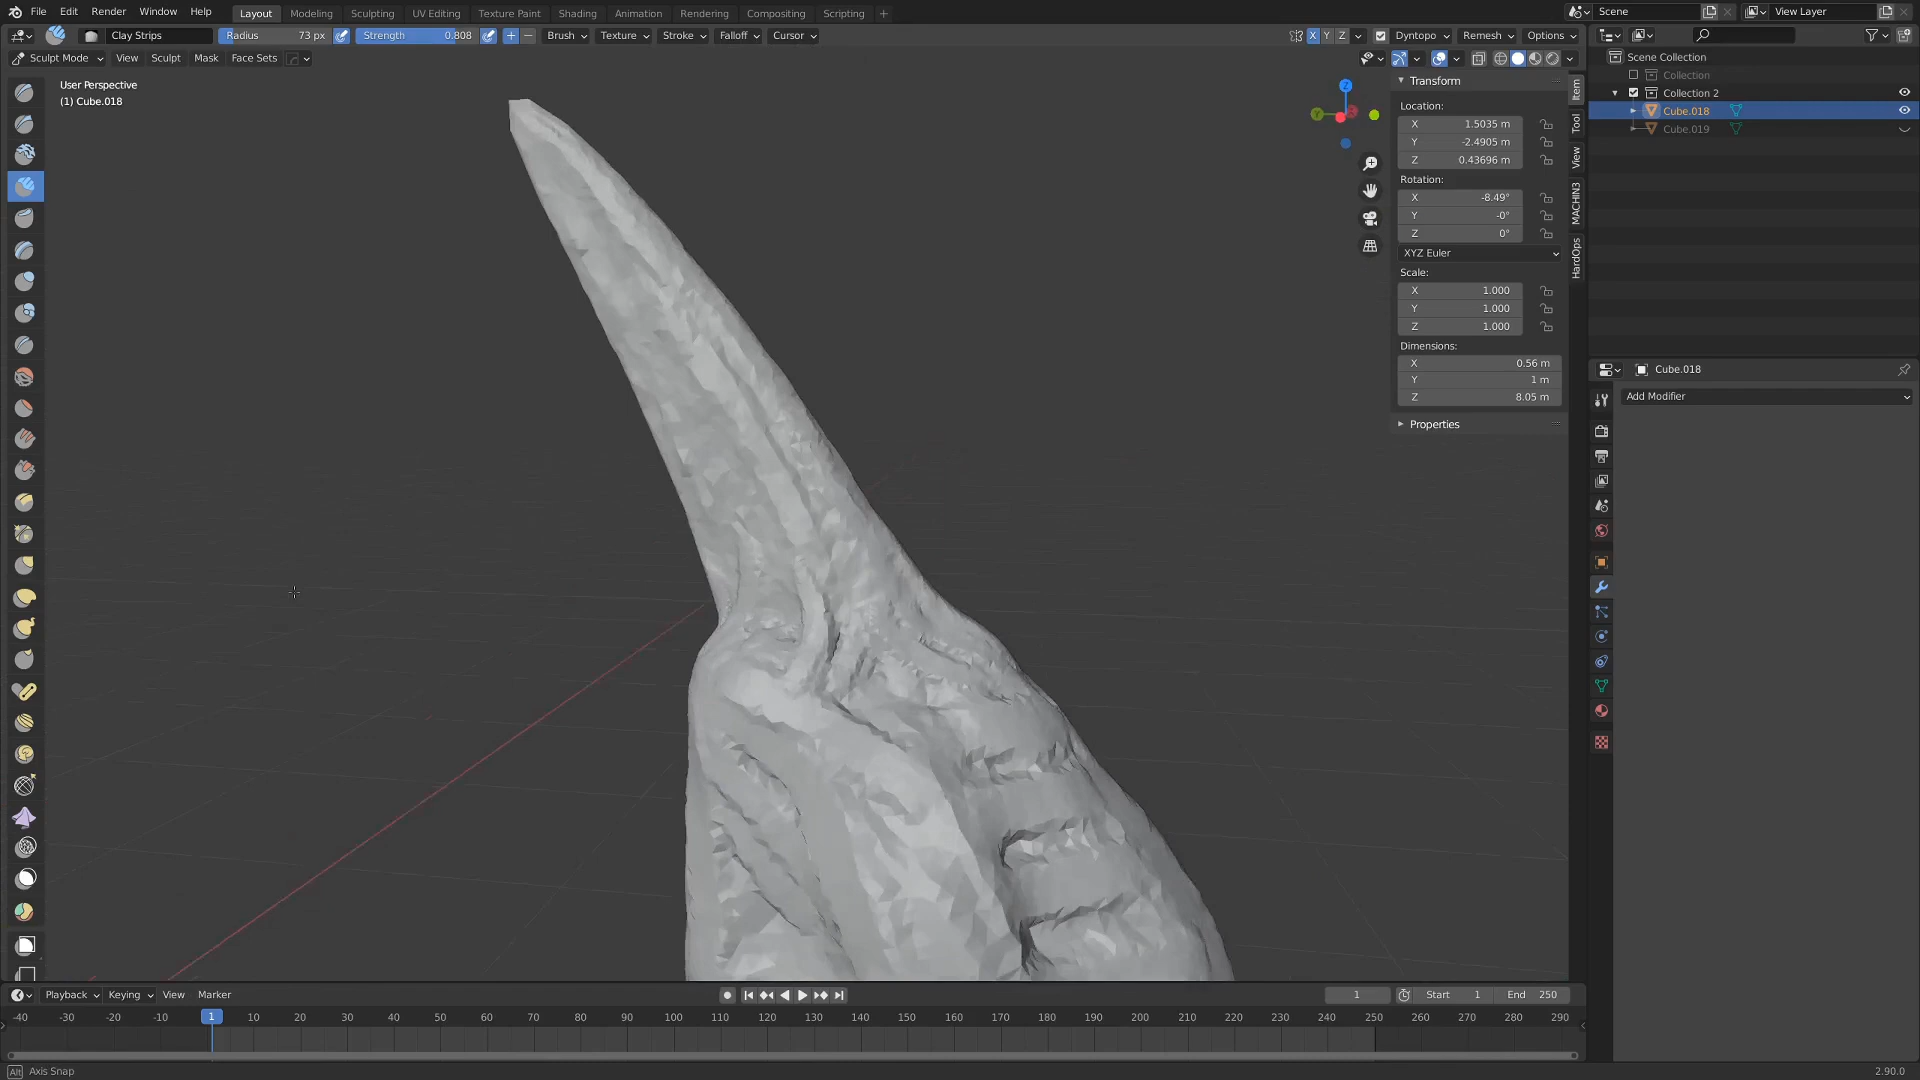 File Edit Render Window Help Layout Modeling Sculpting UV Editing Texture Paint Shading Animation Rendering Compositing Scripting + Scene View Layer
Clay Strips Radius 73 px Strength 0.808 Brush Texture Stroke Falloff Cursor X Y Z Dyntopo Remesh Options
Sculpt Mode View Sculpt Mask Face Sets
User Perspective
(1) Cube.018
Z
Transform
Location:
X 1.5035 m
Y -2.4905 m
Z 0.43696 m
Rotation:
X -8.49°
Y -0°
Z 0°
XYZ Euler
Scale:
X 1.000
Y 1.000
Z 1.000
Dimensions:
X 0.56 m
Y 1 m
Z 8.05 m
Properties
Item
Tool
View
MACHIN3
HardOps
Scene Collection
Collection
Collection 2
Cube.018
Cube.019
Cube.018
Add Modifier
Playback Keying View Marker 1 Start 1 End 250
-40 -30 -20 -10 1 10 20 30 40 50 60 70 80 90 100 110 120 130 140 150 160 170 180 190 200 210 220 230 240 250 260 270 280 290
Alt Axis Snap 2.90.0